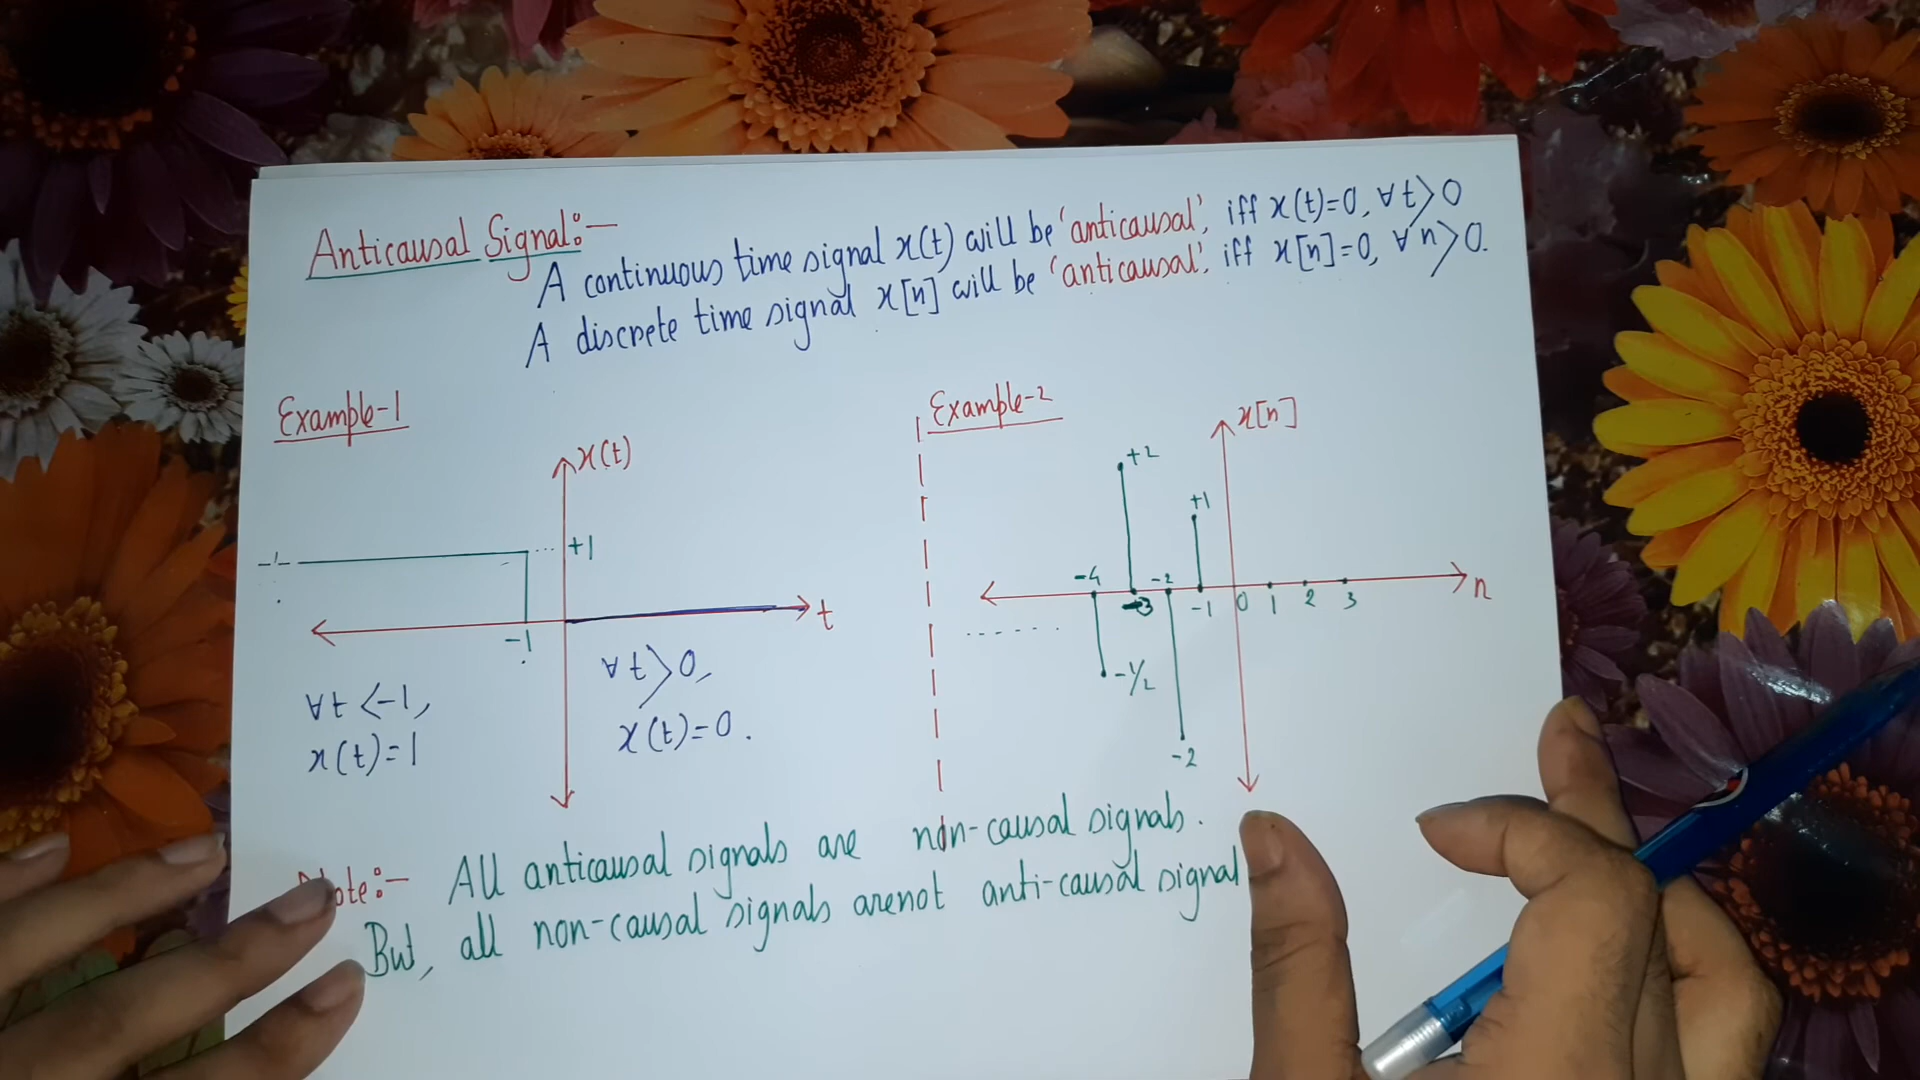 Anticausal Signal:-
A continuous time signal x(t) will be 'anticausal', iff x(t)=0, ∀ t>0
A discrete time signal x[n] will be 'anticausal', iff x[n]=0, ∀ n>0.
Example-1
x(t)
+1
-1
t
∀t <-1,
x(t)=1
∀ t>0,
x(t)=0.
Example-2
x[n]
+2
+1
-4
-3
-2
-1
0
1
2
3
n
-1/2
-2
Note:- All anticausal signals are non-causal signals.
But, all non-causal signals are not anti-causal signal